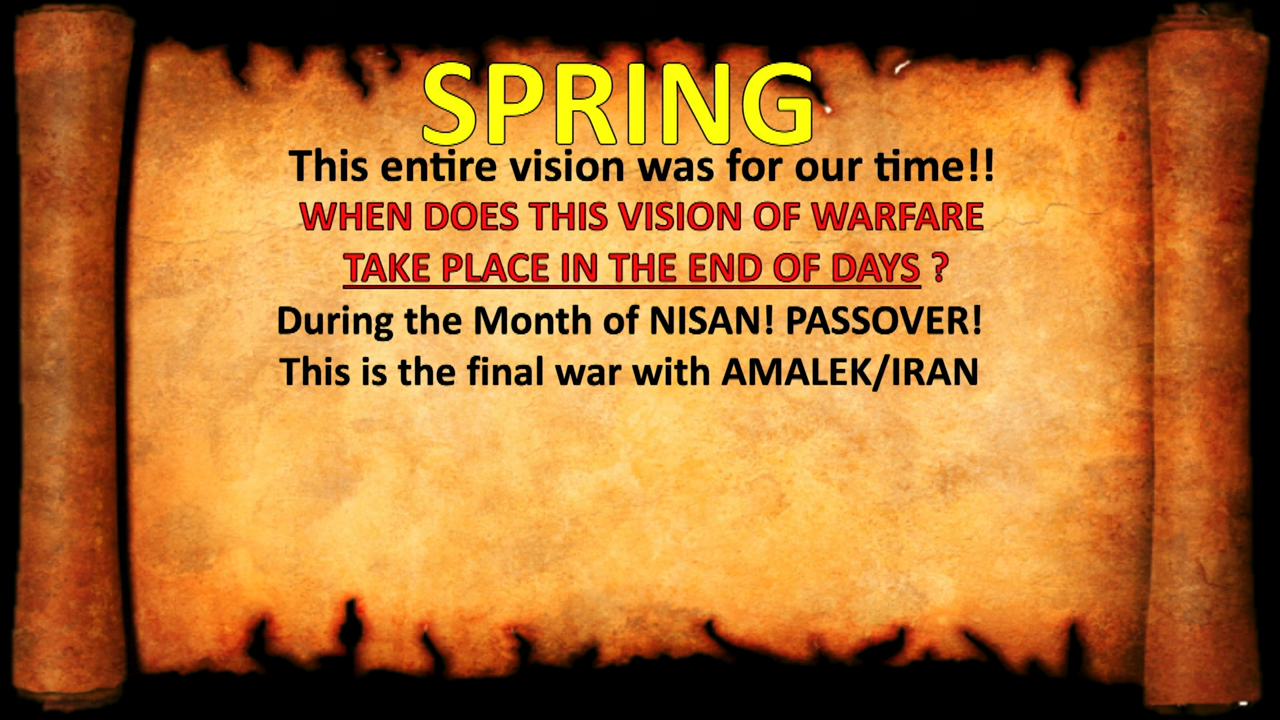 SPRING
This entire vision was for our time!!
WHEN DOES THIS VISION OF WARFARE
TAKE PLACE IN THE END OF DAYS ?
During the Month of NISAN! PASSOVER!
This is the final war with AMALEK/IRAN